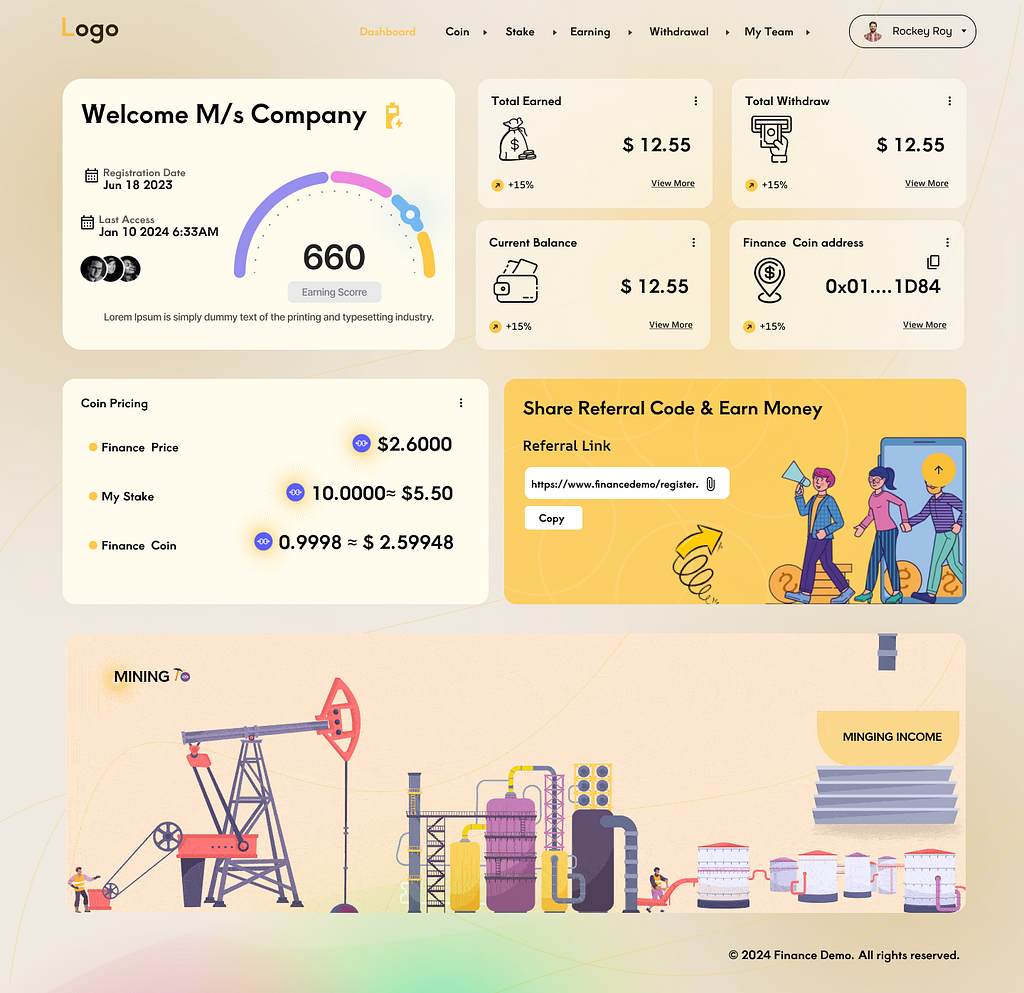 Logo
Dashboard
Coin
Stake
Earning
Withdrawal
My Team
Rockey Roy
Welcome M/s Company
Registration Date
Jun 18 2023
Last Access
Jan 10 2024 6:33AM
660
Earning Scorre
Lorem Ipsum is simply dummy text of the printing and typesetting industry.
Total Earned
$ 12.55
+15%
View More
Total Withdraw
$ 12.55
+15%
View More
Current Balance
$ 12.55
+15%
View More
Finance Coin address
0x01....1D84
+15%
View More
Coin Pricing
Finance Price
$2.6000
My Stake
10.0000≈ $5.50
Finance Coin
0.9998 ≈ $ 2.59948
Share Referral Code & Earn Money
Referral Link
https://www.financedemo/register.
Copy
MINING
MINGING INCOME
© 2024 Finance Demo. All rights reserved.